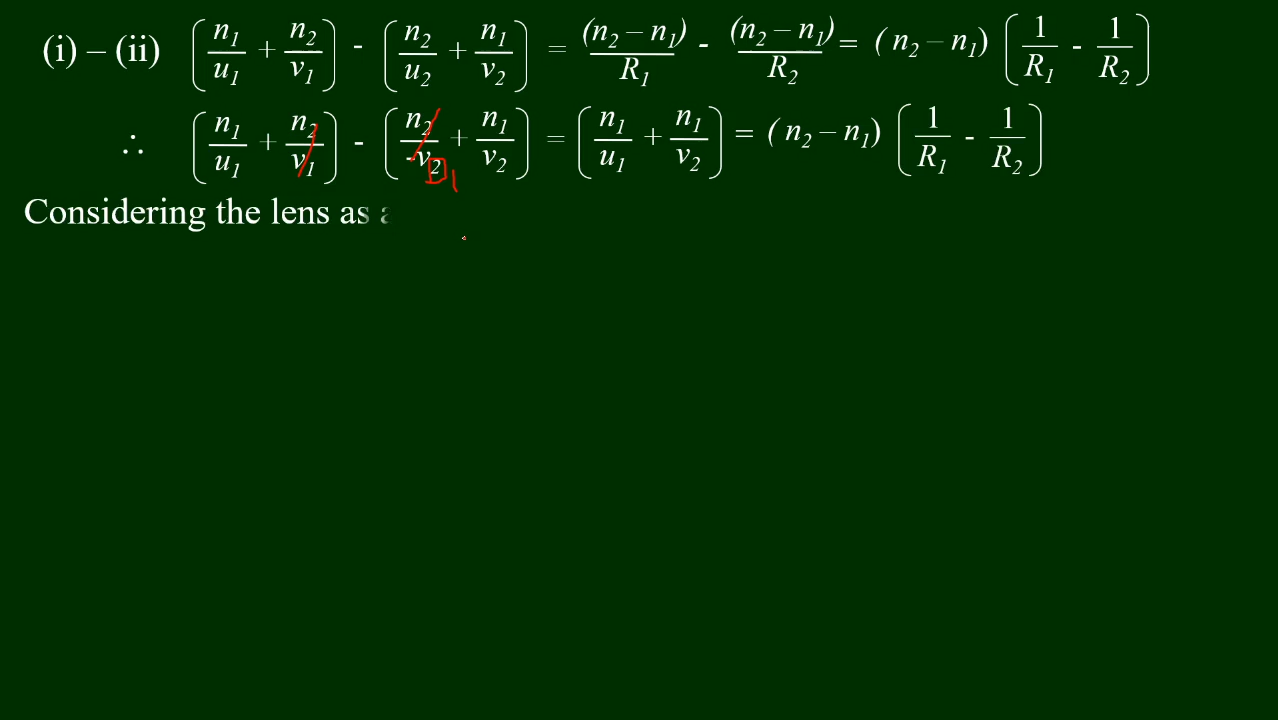 (i) – (ii) (n₁/u₁ + n₂/v₁) - (n₂/u₂ + n₁/v₂) = (n₂ – n₁)/R₁ - (n₂ – n₁)/R₂ = (n₂ – n₁) (1/R₁ - 1/R₂)
∴ (n₁/u₁ + n₂/v₁) - (n₂/-v₂ + n₁/v₂) = (n₁/u₁ + n₁/v₂) = (n₂ – n₁) (1/R₁ - 1/R₂)
1
Considering the lens as a